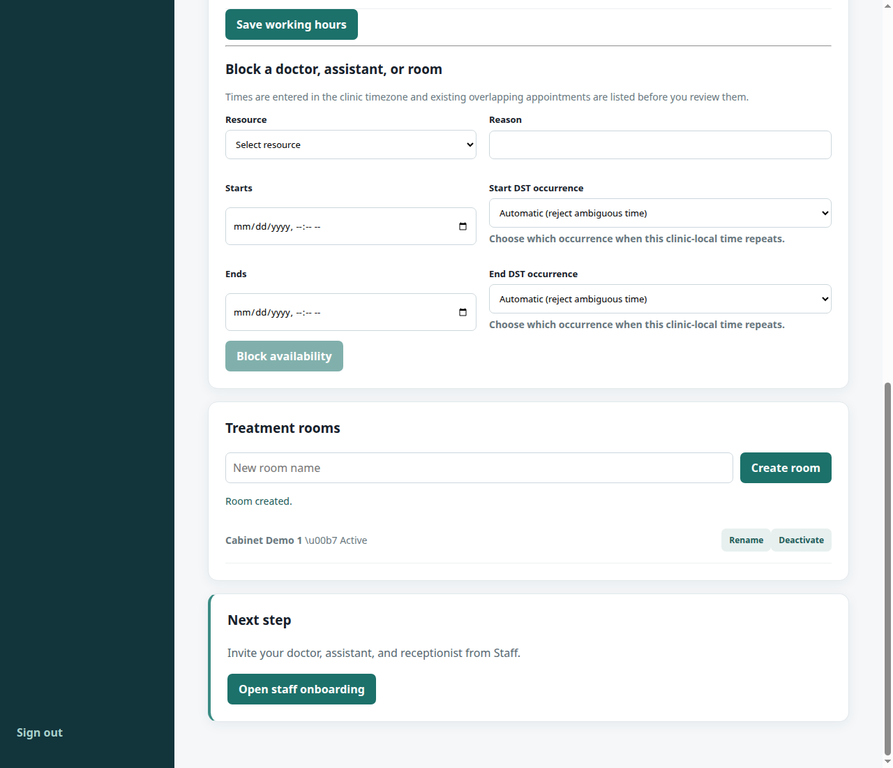 Save working hours
Block a doctor, assistant, or room
Times are entered in the clinic timezone and existing overlapping appointments are listed before you review them.
Resource
Reason
Select resource
Starts
Start DST occurrence
mm/dd/yyyy, --:-- --
Automatic (reject ambiguous time)
Choose which occurrence when this clinic-local time repeats.
Ends
End DST occurrence
mm/dd/yyyy, --:-- --
Automatic (reject ambiguous time)
Choose which occurrence when this clinic-local time repeats.
Block availability
Treatment rooms
New room name
Create room
Room created.
Cabinet Demo 1 \u00b7 Active
Rename
Deactivate
Next step
Invite your doctor, assistant, and receptionist from Staff.
Open staff onboarding
Sign out